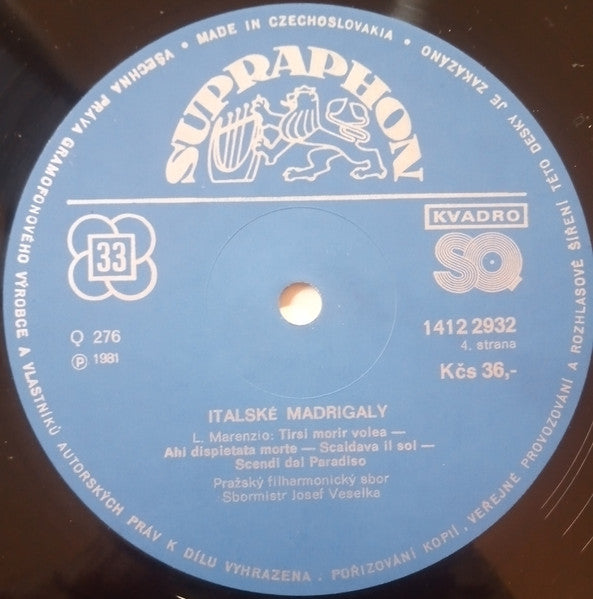 VŠECHNA PRÁVA GRAMOFONOVÉHO VÝROBCE A VLASTNÍKŮ AUTORSKÝCH PRÁV K DÍLU VYHRAZENA · POŘIZOVÁNÍ KOPIÍ, VEŘEJNÉ PROVOZOVÁNÍ A ROZHLASOVÉ ŠÍŘENÍ TÉTO DESKY JE ZAKÁZÁNO ·
MADE IN CZECHOSLOVAKIA ·
SUPRAPHON
33
KVADRO
SQ
Q 276
Ⓟ 1981
1412 2932
4. strana
Kčs 36,-
ITALSKÉ MADRIGALY
L. Marenzio: Tirsi morir volea —
Ahi dispietata morte — Scaldava il sol —
Scendi dal Paradiso
Pražský filharmonický sbor
Sbormistr Josef Veselka